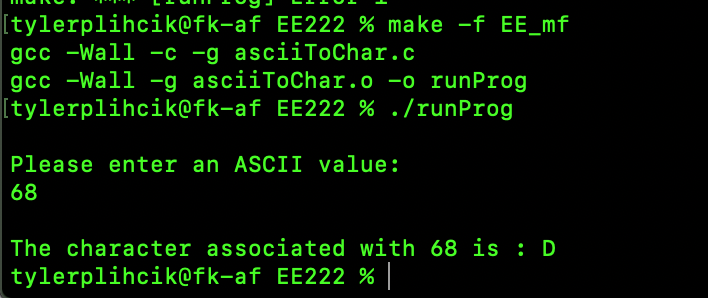 make: *** [runProg] Error 1
[tylerplihcik@fk-af EE222 % make -f EE_mf
gcc -Wall -c -g asciiToChar.c
gcc -Wall -g asciiToChar.o -o runProg
[tylerplihcik@fk-af EE222 % ./runProg
Please enter an ASCII value:
68
The character associated with 68 is : D
tylerplihcik@fk-af EE222 %